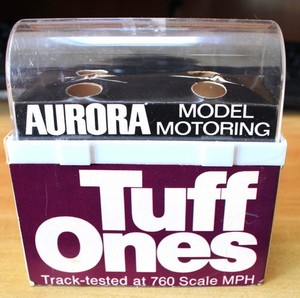 AURORA MODEL
MOTORING
Tuff
Ones
Track-tested at 760 Scale MPH